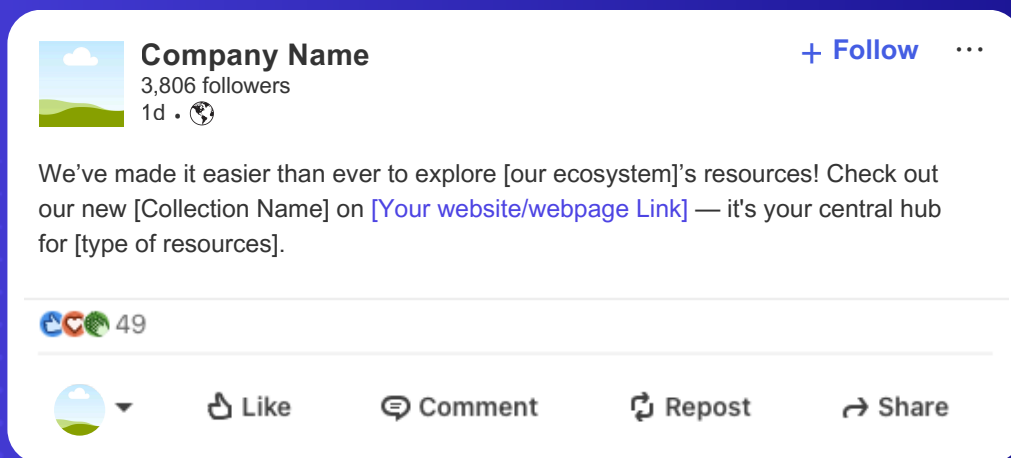 Company Name
+ Follow ...
3,806 followers
1d •
We’ve made it easier than ever to explore [our ecosystem]’s resources! Check out
our new [Collection Name] on [Your website/webpage Link] — it's your central hub
for [type of resources].
49
Like Comment Repost Share